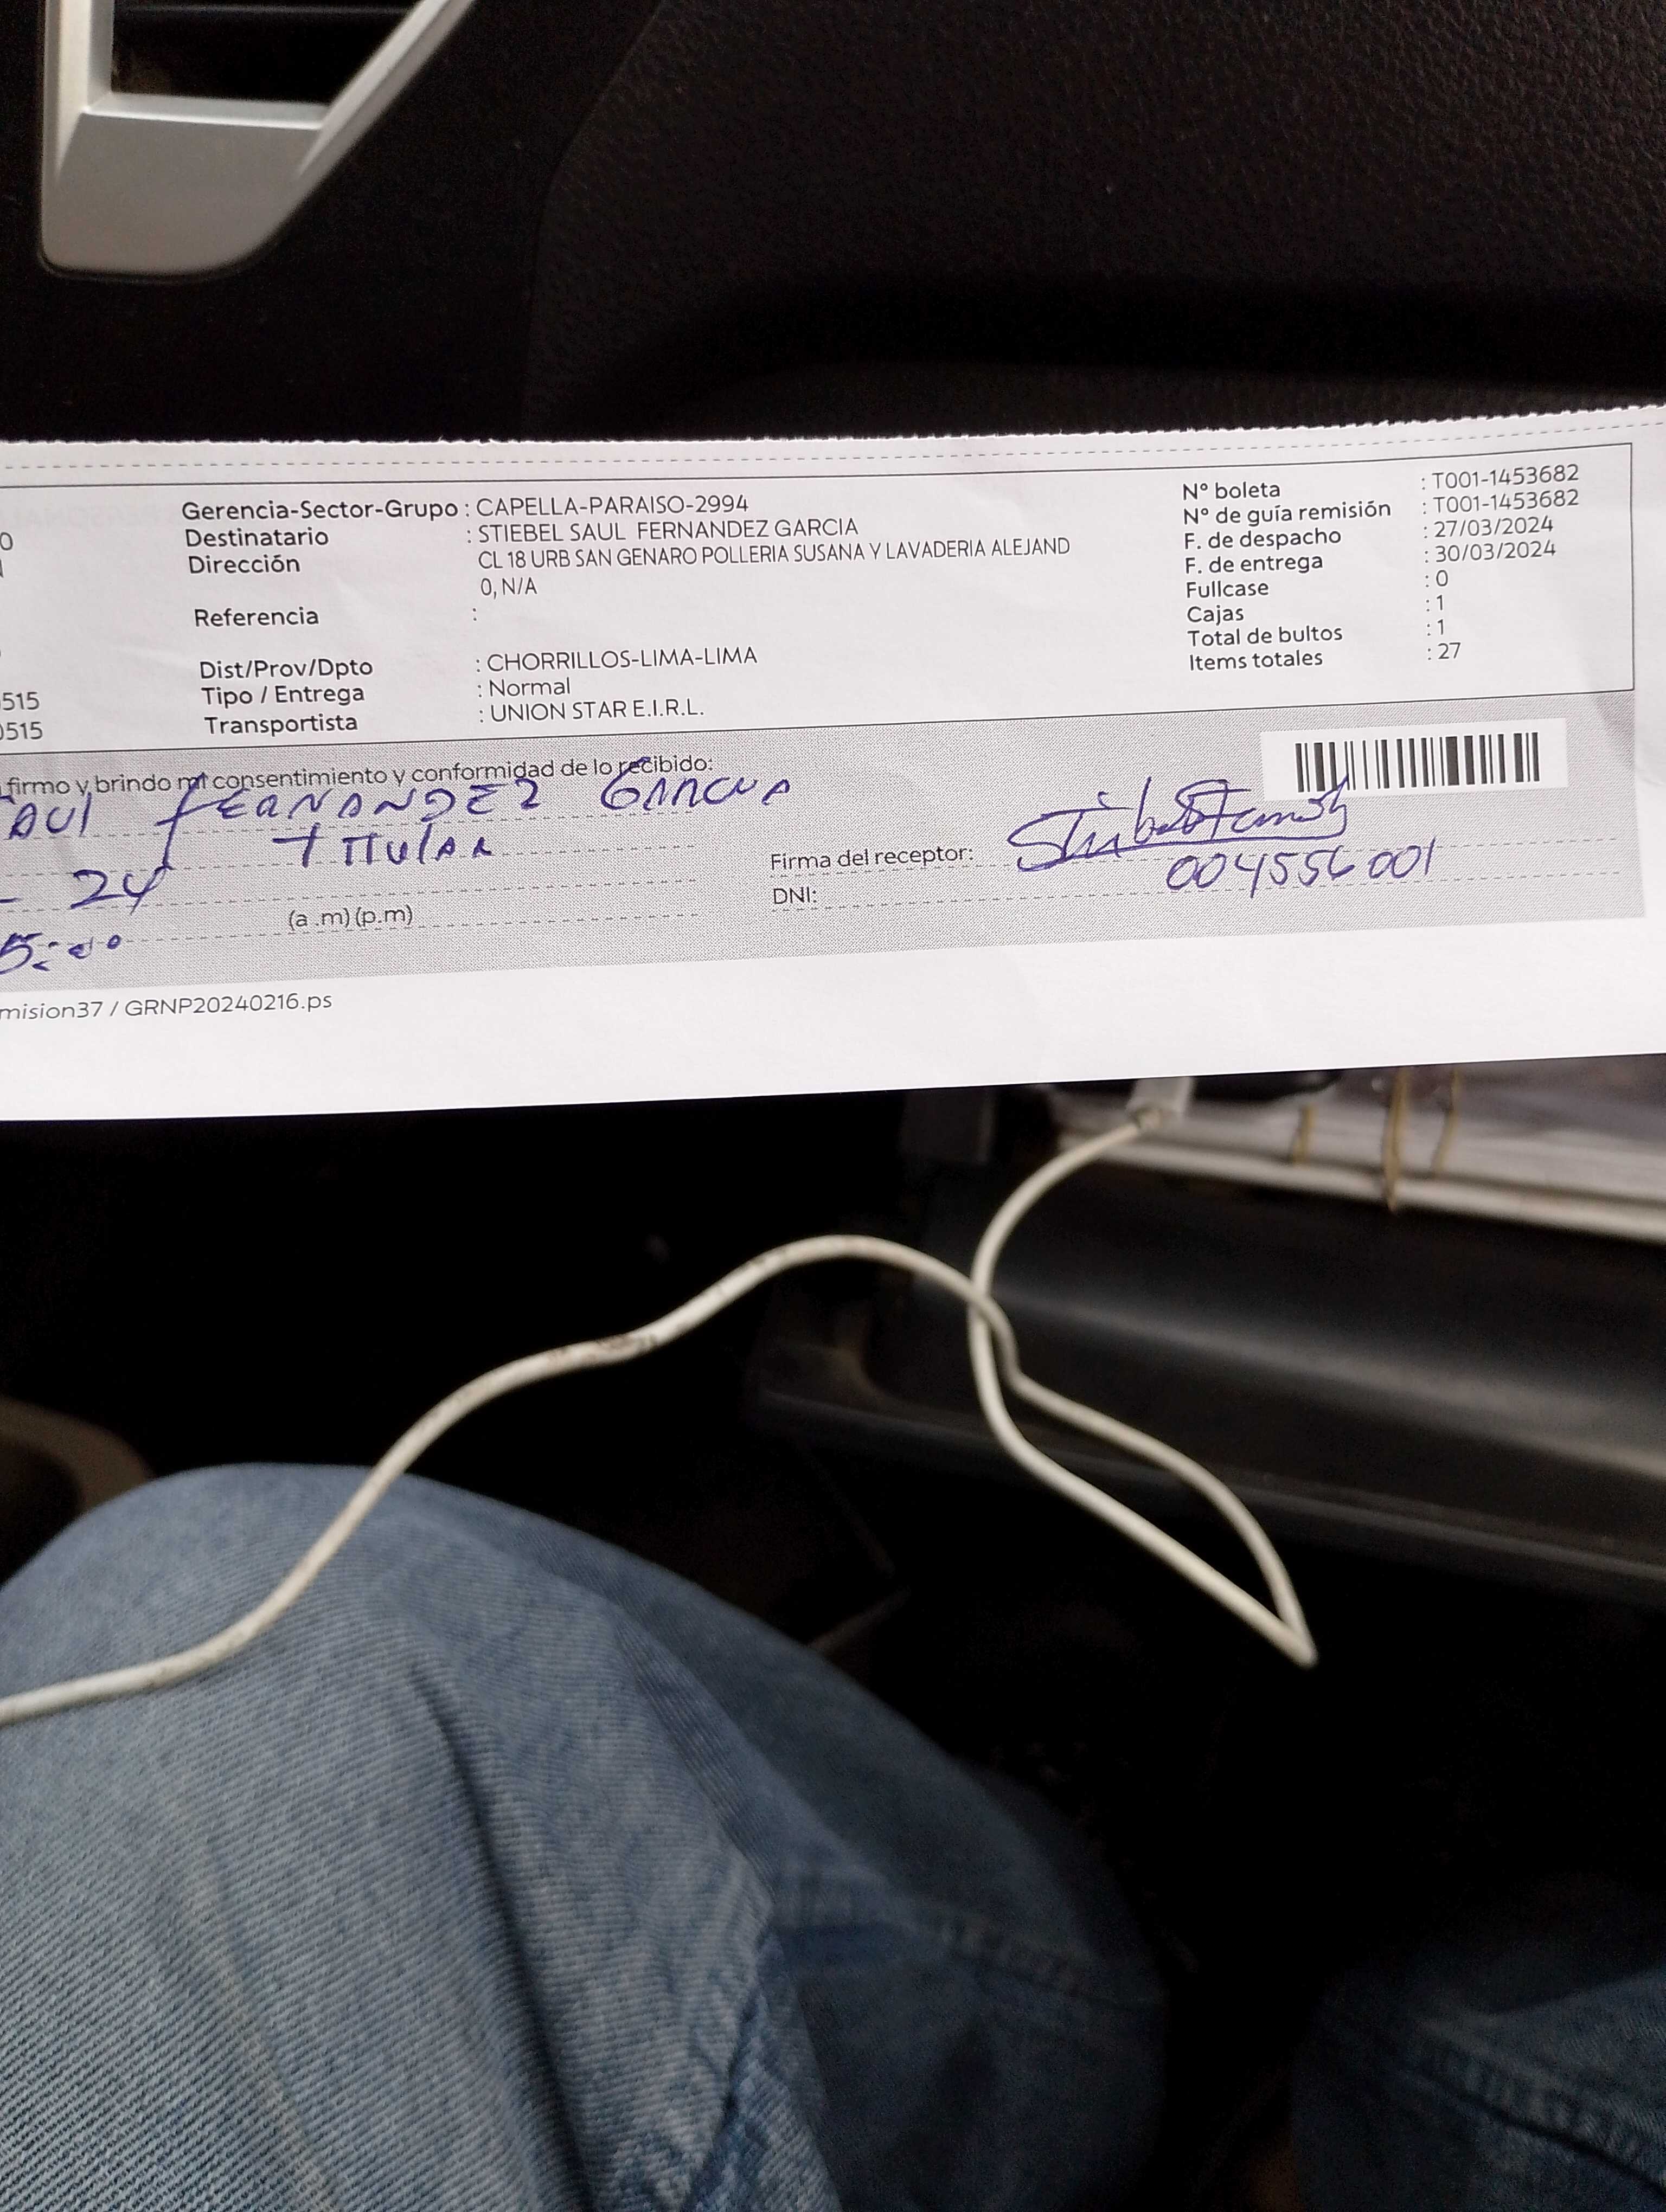 Gerencia-Sector-Grupo : CAPELLA-PARAISO-2994
Destinatario : STIEBEL SAUL FERNANDEZ GARCIA
Dirección CL 18 URB SAN GENARO POLLERIA SUSANA Y LAVADERIA ALEJAND
0, N/A
Referencia :
Dist/Prov/Dpto : CHORRILLOS-LIMA-LIMA
Tipo / Entrega : Normal
Transportista : UNION STAR E.I.R.L.
515
0515
N° boleta : T001-1453682
N° de guía remisión : T001-1453682
F. de despacho : 27/03/2024
F. de entrega : 30/03/2024
Fullcase : 0
Cajas : 1
Total de bultos : 1
Items totales : 27
firmo y brindo mi consentimiento y conformidad de lo recibido:
AUl FERNANDEZ GARCIA
TITULAR
- 24
(a .m) (p.m)
Firma del receptor:
DNI: 004556001
mision37 / GRNP20240216.ps